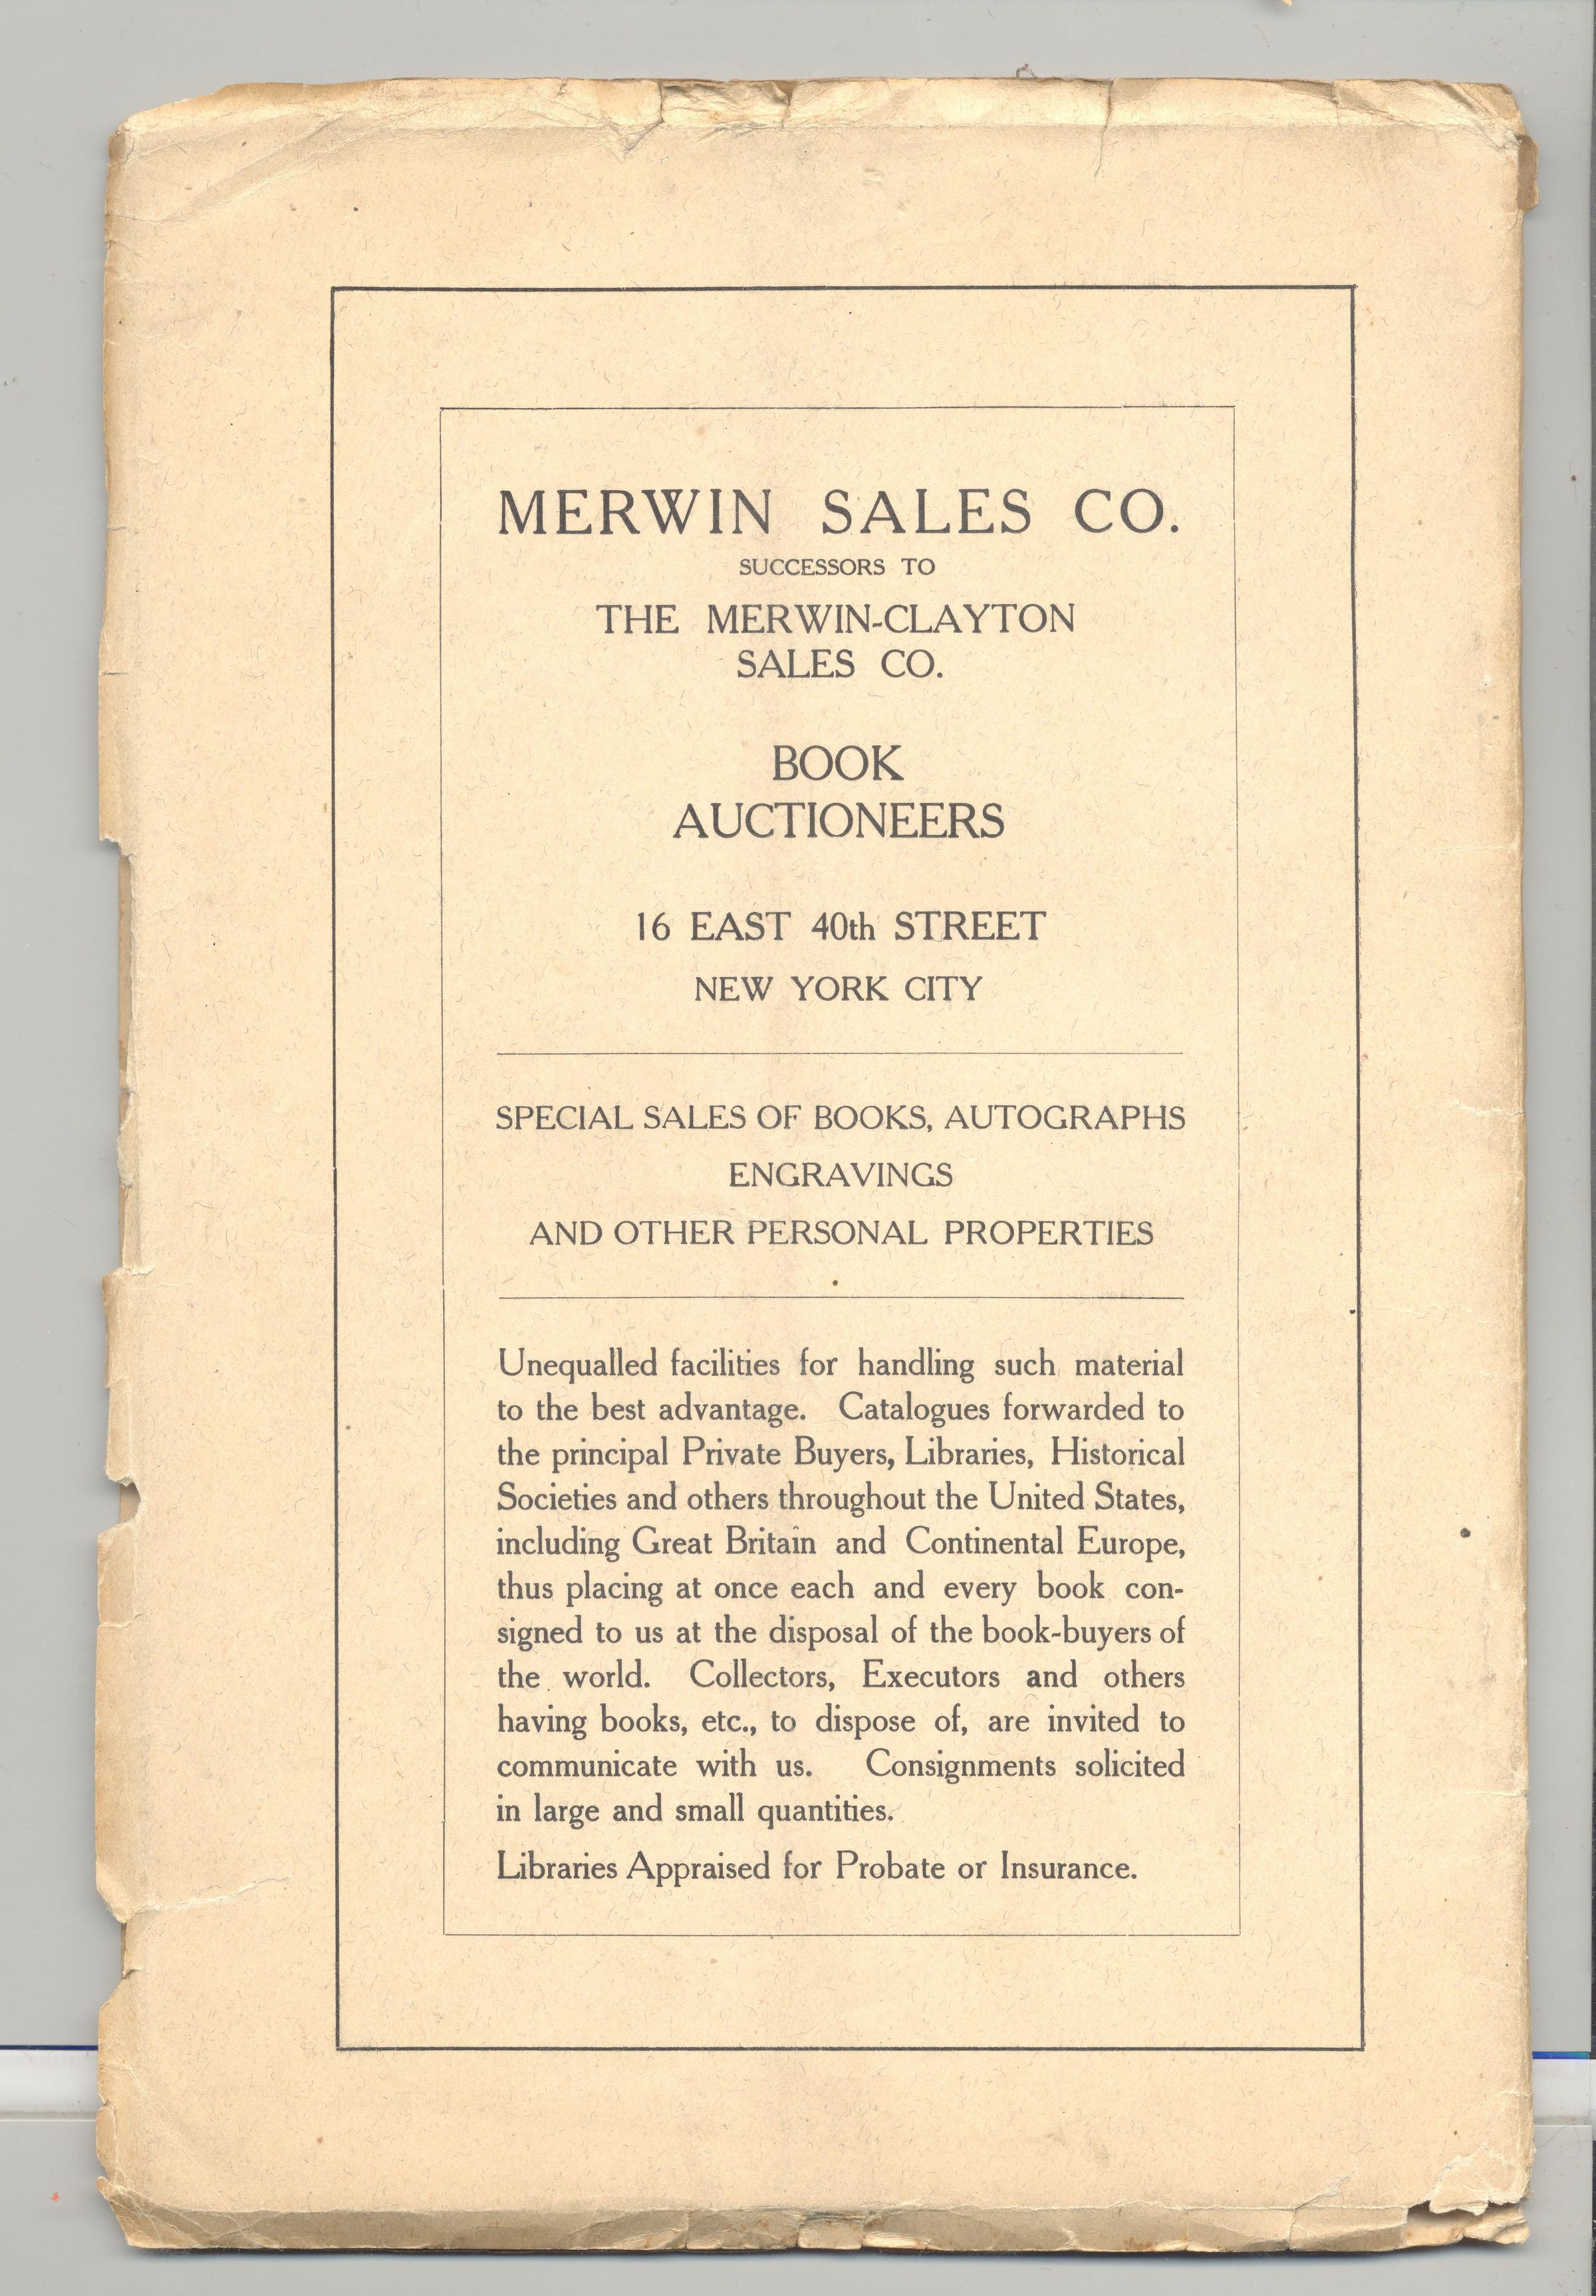 MERWIN SALES CO.
SUCCESSORS TO
THE MERWIN-CLAYTON
SALES CO.
BOOK
AUCTIONEERS
16 EAST 40th STREET
NEW YORK CITY
SPECIAL SALES OF BOOKS, AUTOGRAPHS
ENGRAVINGS
AND OTHER PERSONAL PROPERTIES
Unequalled facilities for handling such material
to the best advantage. Catalogues forwarded to
the principal Private Buyers, Libraries, Historical
Societies and others throughout the United States,
including Great Britain and Continental Europe,
thus placing at once each and every book con-
signed to us at the disposal of the book-buyers of
the world. Collectors, Executors and others
having books, etc., to dispose of, are invited to
communicate with us. Consignments solicited
in large and small quantities.
Libraries Appraised for Probate or Insurance.